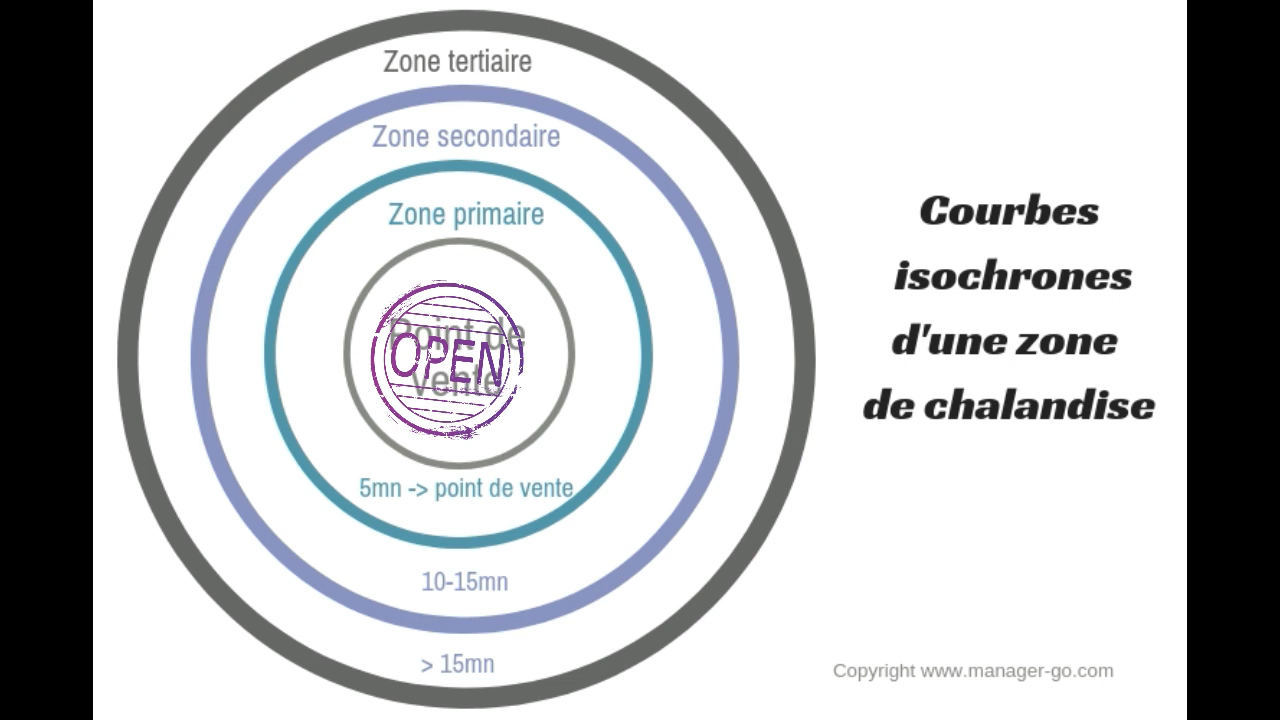 Zone tertiaire
Zone secondaire
Zone primaire
Point de
vente
OPEN
5mn -> point de vente
10-15mn
> 15mn
Courbes
isochrones
d'une zone
de chalandise
Copyright www.manager-go.com